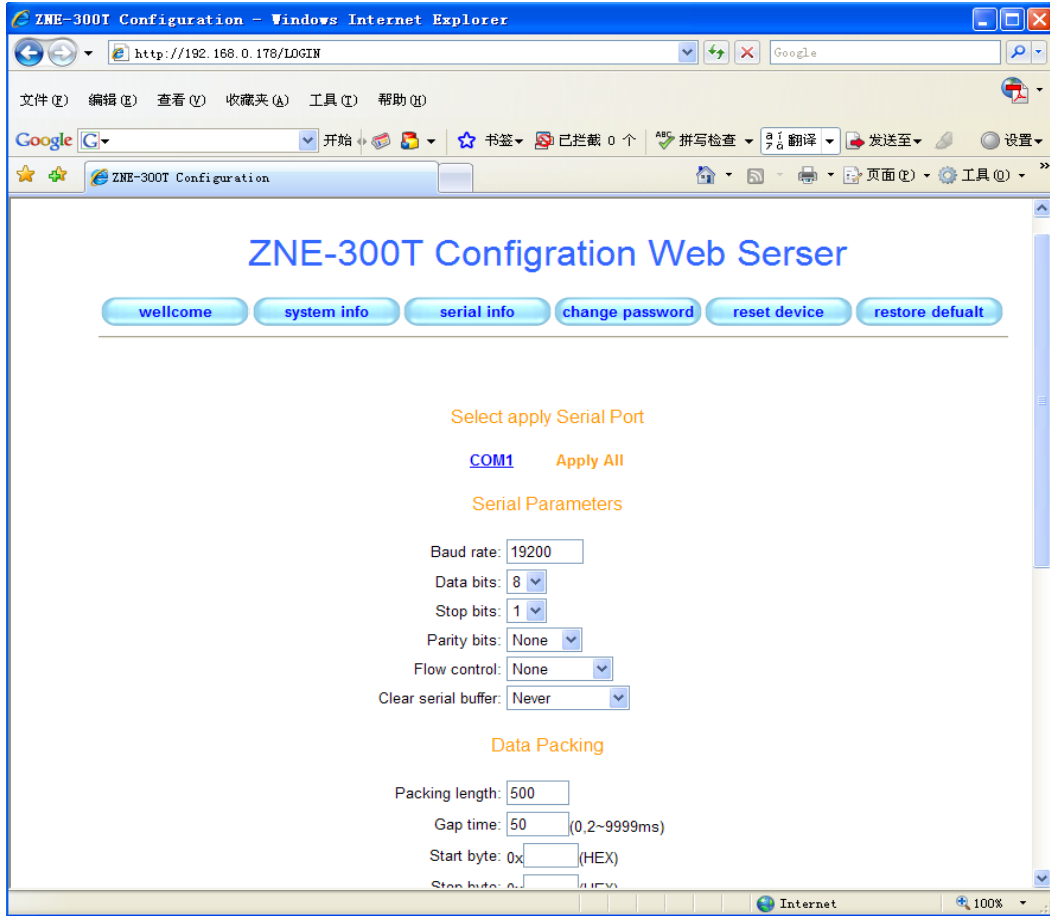 ZNE-300T Configuration - Windows Internet Explorer
http://192.168.0.178/LOGIN Google
文件(F) 编辑(E) 查看(V) 收藏夹(A) 工具(T) 帮助(H)
Google G 开始 书签 已拦截 0 个 ABC 拼写检查 翻译 发送至 设置
ZNE-300T Configuration 页面(P) 工具(O) »
ZNE-300T Configration Web Serser
wellcome system info serial info change password reset device restore defualt
Select apply Serial Port
COM1 Apply All
Serial Parameters
Baud rate: 19200
Data bits: 8
Stop bits: 1
Parity bits: None
Flow control: None
Clear serial buffer: Never
Data Packing
Packing length: 500
Gap time: 50 (0,2~9999ms)
Start byte: 0x (HEX)
Stop byte: 0x (HEX)
Internet 100%